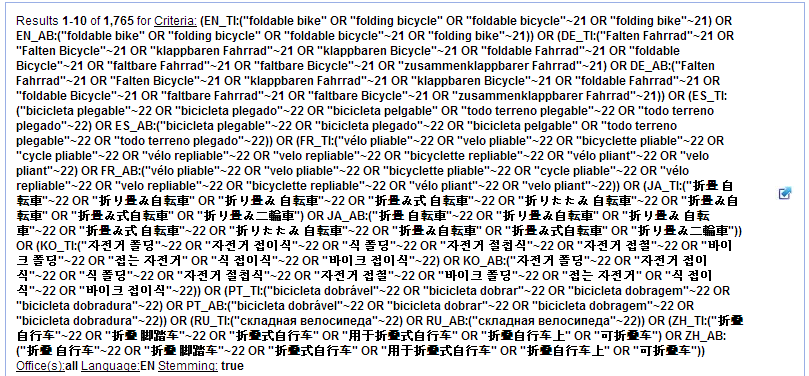 Results 1-10 of 1,765 for Criteria: (EN_TI:("foldable bike" OR "folding bicycle" OR "foldable bicycle"~21 OR "folding bike"~21) OR
EN_AB:("foldable bike" OR "folding bicycle" OR "foldable bicycle"~21 OR "folding bike"~21)) OR (DE_TI:("Falten Fahrrad"~21 OR
"Falten Bicycle"~21 OR "klappbaren Fahrrad"~21 OR "klappbaren Bicycle"~21 OR "foldable Fahrrad"~21 OR "foldable
Bicycle"~21 OR "faltbare Fahrrad"~21 OR "faltbare Bicycle"~21 OR "zusammenklappbarer Fahrrad"~21) OR DE_AB:("Falten
Fahrrad"~21 OR "Falten Bicycle"~21 OR "klappbaren Fahrrad"~21 OR "klappbaren Bicycle"~21 OR "foldable Fahrrad"~21 OR
"foldable Bicycle"~21 OR "faltbare Fahrrad"~21 OR "faltbare Bicycle"~21 OR "zusammenklappbarer Fahrrad"~21)) OR (ES_TI:
("bicicleta plegable"~22 OR "bicicleta plegado"~22 OR "bicicleta pelgable" OR "todo terreno plegable"~22 OR "todo terreno
plegado"~22) OR ES_AB:("bicicleta plegable"~22 OR "bicicleta plegado"~22 OR "bicicleta pelgable" OR "todo terreno
plegable"~22 OR "todo terreno plegado"~22)) OR (FR_TI:("vélo pliable"~22 OR "velo pliable"~22 OR "bicyclette pliable"~22 OR
"cycle pliable"~22 OR "vélo repliable"~22 OR "velo repliable"~22 OR "bicyclette repliable"~22 OR "vélo pliant"~22 OR "velo
pliant"~22) OR FR_AB:("vélo pliable"~22 OR "velo pliable"~22 OR "bicyclette pliable"~22 OR "cycle pliable"~22 OR "vélo
repliable"~22 OR "velo repliable"~22 OR "bicyclette repliable"~22 OR "vélo pliant"~22 OR "velo pliant"~22)) OR (JA_TI:("折畳 自
転車"~22 OR "折り畳み自転車" OR "折り畳み 自転車"~22 OR "折畳み式 自転車"~22 OR "折りたたみ 自転車"~22 OR "折畳み自
転車" OR "折畳み式自転車" OR "折り畳み二輪車") OR JA_AB:("折畳 自転車"~22 OR "折り畳み自転車" OR "折り畳み 自転
車"~22 OR "折畳み式 自転車"~22 OR "折りたたみ 自転車"~22 OR "折畳み自転車" OR "折畳み式自転車" OR "折り畳み二輪車"))
OR (KO_TI:("자전거 폴딩"~22 OR "자전거 접이식"~22 OR "식 폴딩"~22 OR "자전거 절첩식"~22 OR "자전거 접철"~22 OR "바이
크 폴딩"~22 OR "접는 자전거" OR "식 접이식"~22 OR "바이크 접이식"~22) OR KO_AB:("자전거 폴딩"~22 OR "자전거 접이
식"~22 OR "식 폴딩"~22 OR "자전거 절첩식"~22 OR "자전거 접철"~22 OR "바이크 폴딩"~22 OR "접는 자전거" OR "식 접이
식"~22 OR "바이크 접이식"~22)) OR (PT_TI:("bicicleta dobrável"~22 OR "bicicleta dobrar"~22 OR "bicicleta dobragem"~22 OR
"bicicleta dobradura"~22) OR PT_AB:("bicicleta dobrável"~22 OR "bicicleta dobrar"~22 OR "bicicleta dobragem"~22 OR
"bicicleta dobradura"~22)) OR (RU_TI:("складная велосипеда"~22) OR RU_AB:("складная велосипеда"~22)) OR (ZH_TI:("折叠
自行车"~22 OR "折叠 脚踏车"~22 OR "折叠式自行车" OR "用于折叠式自行车" OR "折叠自行车上" OR "可折叠车") OR ZH_AB:
("折叠 自行车"~22 OR "折叠 脚踏车"~22 OR "折叠式自行车" OR "用于折叠式自行车" OR "折叠自行车上" OR "可折叠车"))
Office(s):all Language:EN Stemming: true